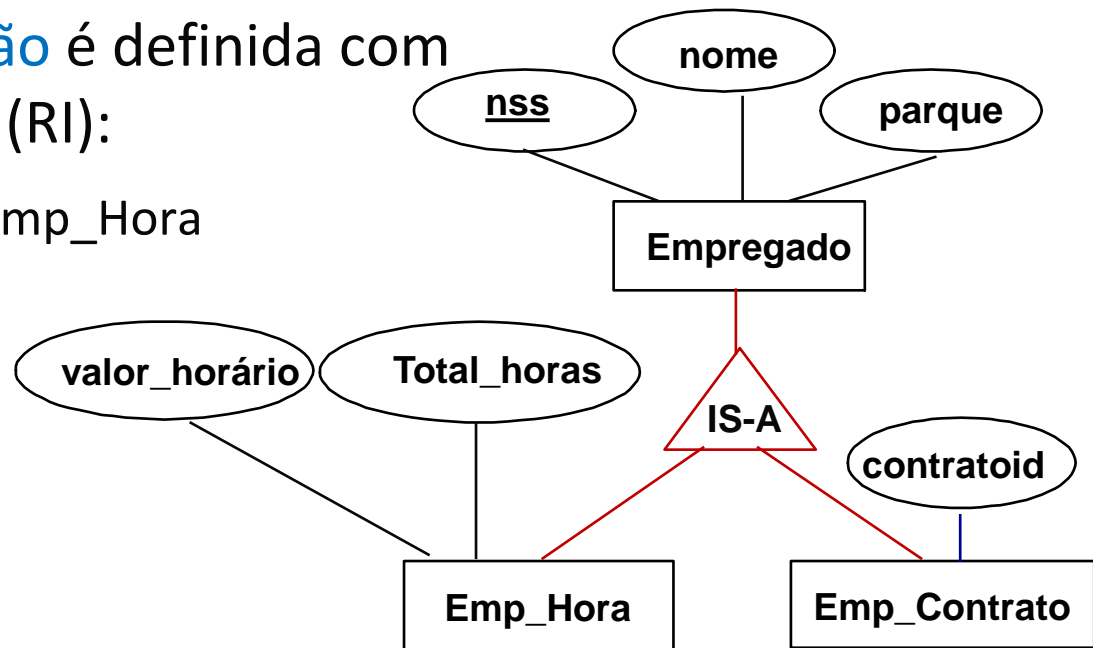 ão é definida com
(RI):
mp_Hora
nome
nss
parque
Empregado
valor_horário
Total_horas
IS-A
contratoid
Emp_Hora
Emp_Contrato